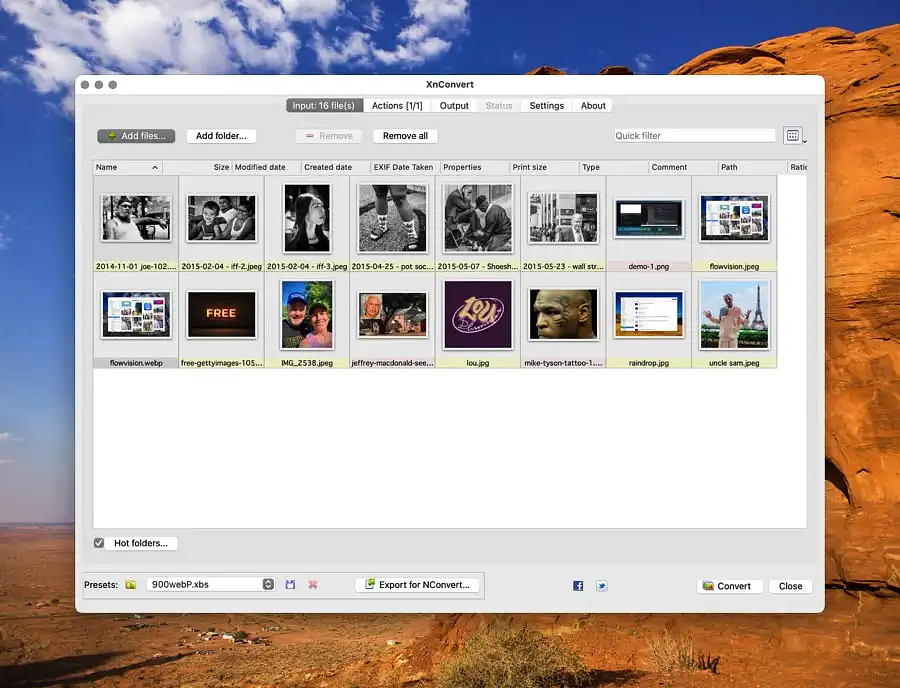 XnConvert
Input: 16 file(s) Actions [1/1] Output Status Settings About
Add files... Add folder... Remove Remove all Quick filter
Name Size Modified date Created date EXIF Date Taken Properties Print size Type Comment Path Ratio
2014-11-01 joe-102.... 2015-02-04 - iff-2.jpeg 2015-02-04 - iff-3.jpeg 2015-04-25 - pot soc... 2015-05-07 - Shoesh... 2015-05-23 - wall str... demo-1.png flowvision.jpeg
FREE
LOU
flowvision.webp free-gettyimages-105... IMG_2538.jpeg jeffrey-macdonald-see... lou.jpg mike-tyson-tattoo-1.... raindrop.jpg uncle sam.jpeg
Hot folders...
Presets: 900webP.xbs Export for NConvert... Convert Close